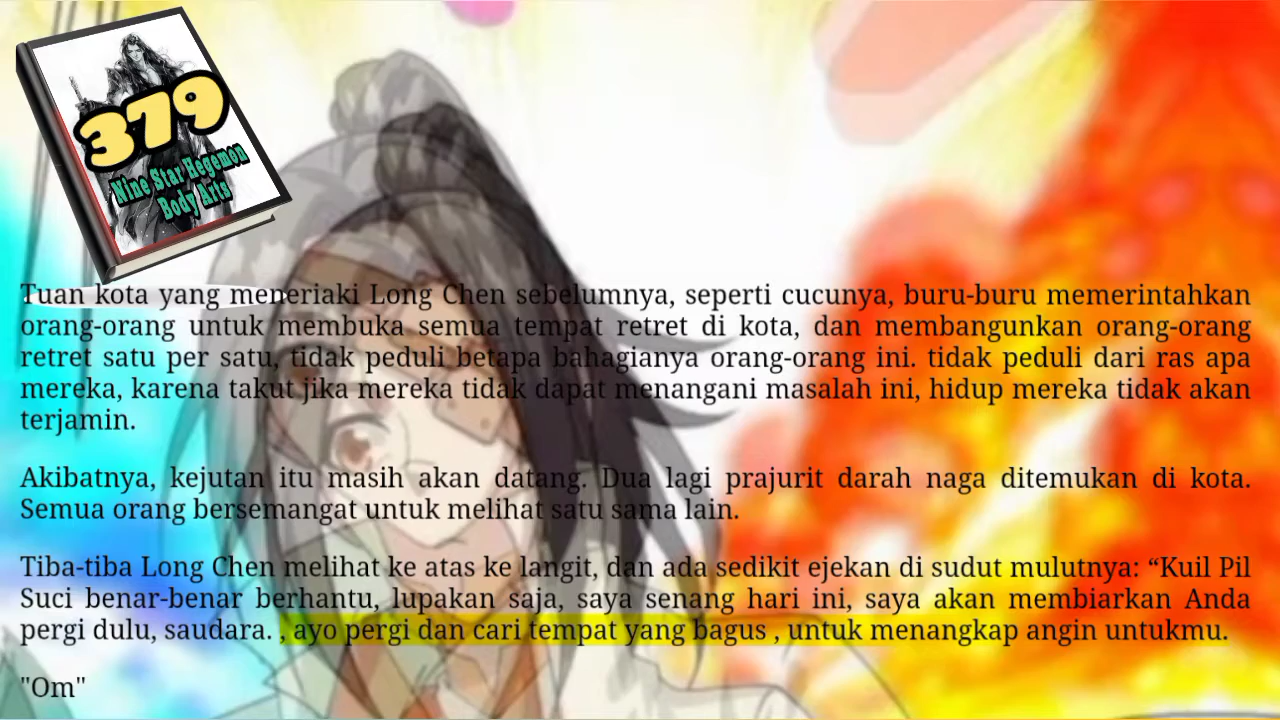 379
Nine Star Hegemon
Body Arts
Tuan kota yang meneriaki Long Chen sebelumnya, seperti cucunya, buru-buru memerintahkan
orang-orang untuk membuka semua tempat retret di kota, dan membangunkan orang-orang
retret satu per satu, tidak peduli betapa bahagianya orang-orang ini. tidak peduli dari ras apa
mereka, karena takut jika mereka tidak dapat menangani masalah ini, hidup mereka tidak akan
terjamin.
Akibatnya, kejutan itu masih akan datang. Dua lagi prajurit darah naga ditemukan di kota.
Semua orang bersemangat untuk melihat satu sama lain.
Tiba-tiba Long Chen melihat ke atas ke langit, dan ada sedikit ejekan di sudut mulutnya: “Kuil Pil
Suci benar-benar berhantu, lupakan saja, saya senang hari ini, saya akan membiarkan Anda
pergi dulu, saudara. , ayo pergi dan cari tempat yang bagus , untuk menangkap angin untukmu.
"Om"